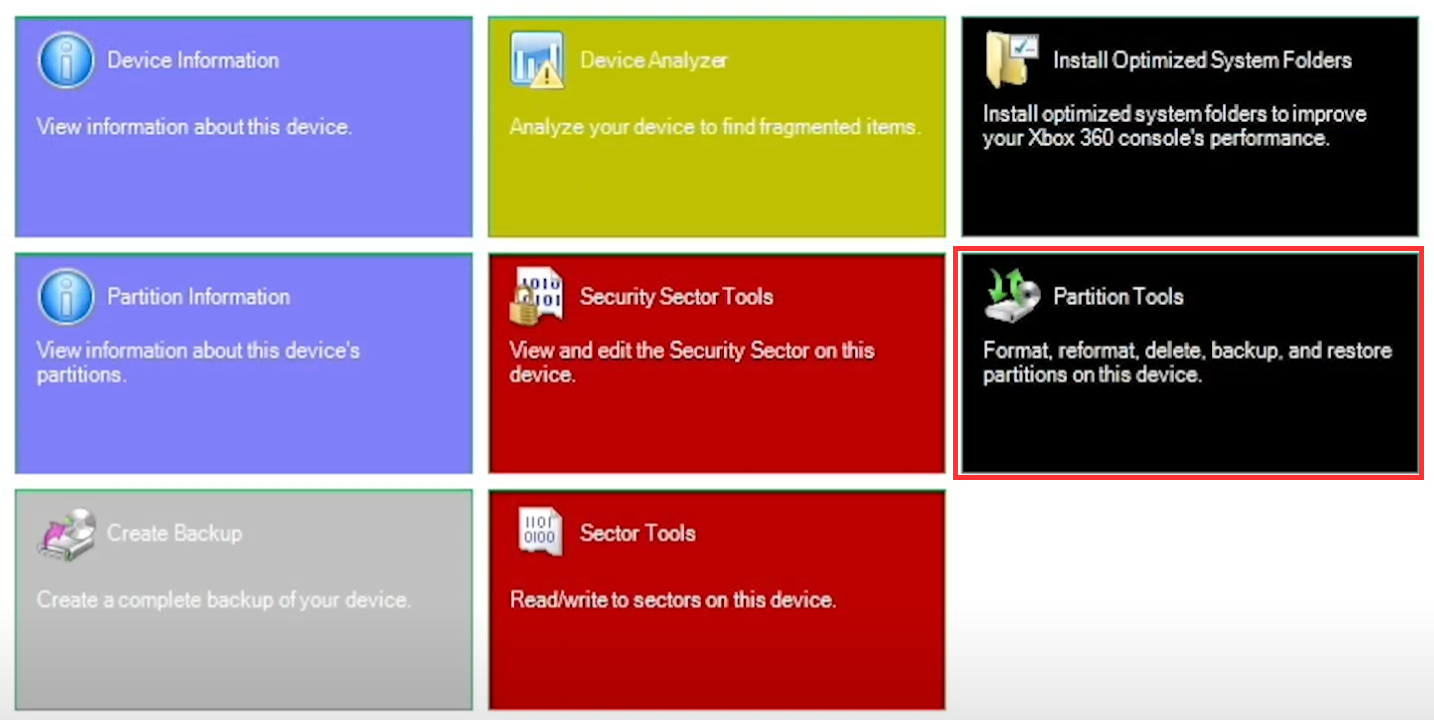 Device Information
View information about this device.
Device Analyzer
Analyze your device to find fragmented items.
Install Optimized System Folders
Install optimized system folders to improve
your Xbox 360 console's performance.
Partition Information
View information about this device's
partitions.
1010
0101
Security Sector Tools
View and edit the Security Sector on this
device.
Partition Tools
Format, reformat, delete, backup, and restore
partitions on this device.
Create Backup
Create a complete backup of your device.
1101
0100
Sector Tools
Read/write to sectors on this device.